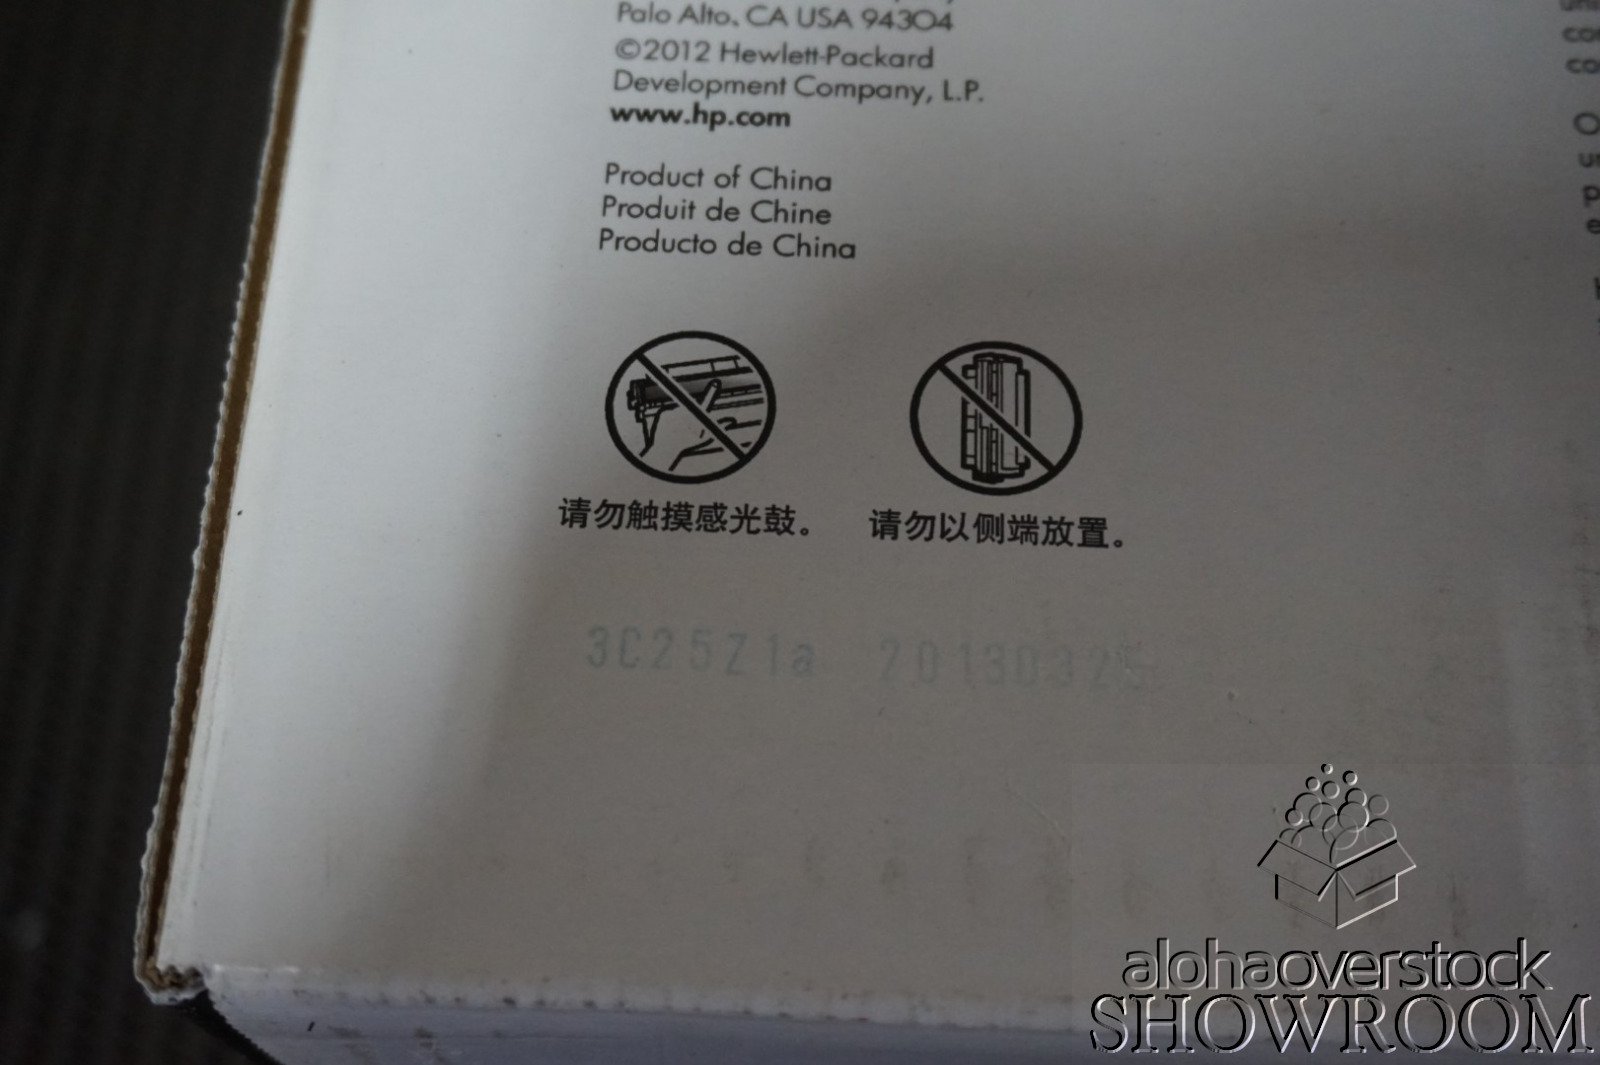 Palo Alto, CA USA 94304
©2012 Hewlett-Packard
Development Company, L.P.
www.hp.com
Product of China
Produit de Chine
Producto de China
请勿触摸感光鼓。
请勿以侧端放置。
3C25Z1a 20130325
alohaoverstock
SHOWROOM